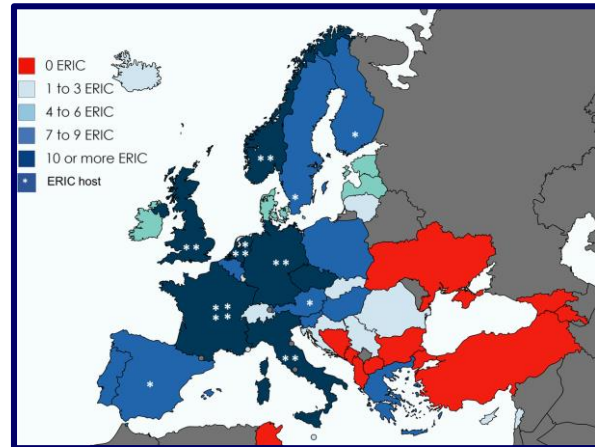 0 ERIC
1 to 3 ERIC
4 to 6 ERIC
7 to 9 ERIC
10 or more ERIC
* ERIC host